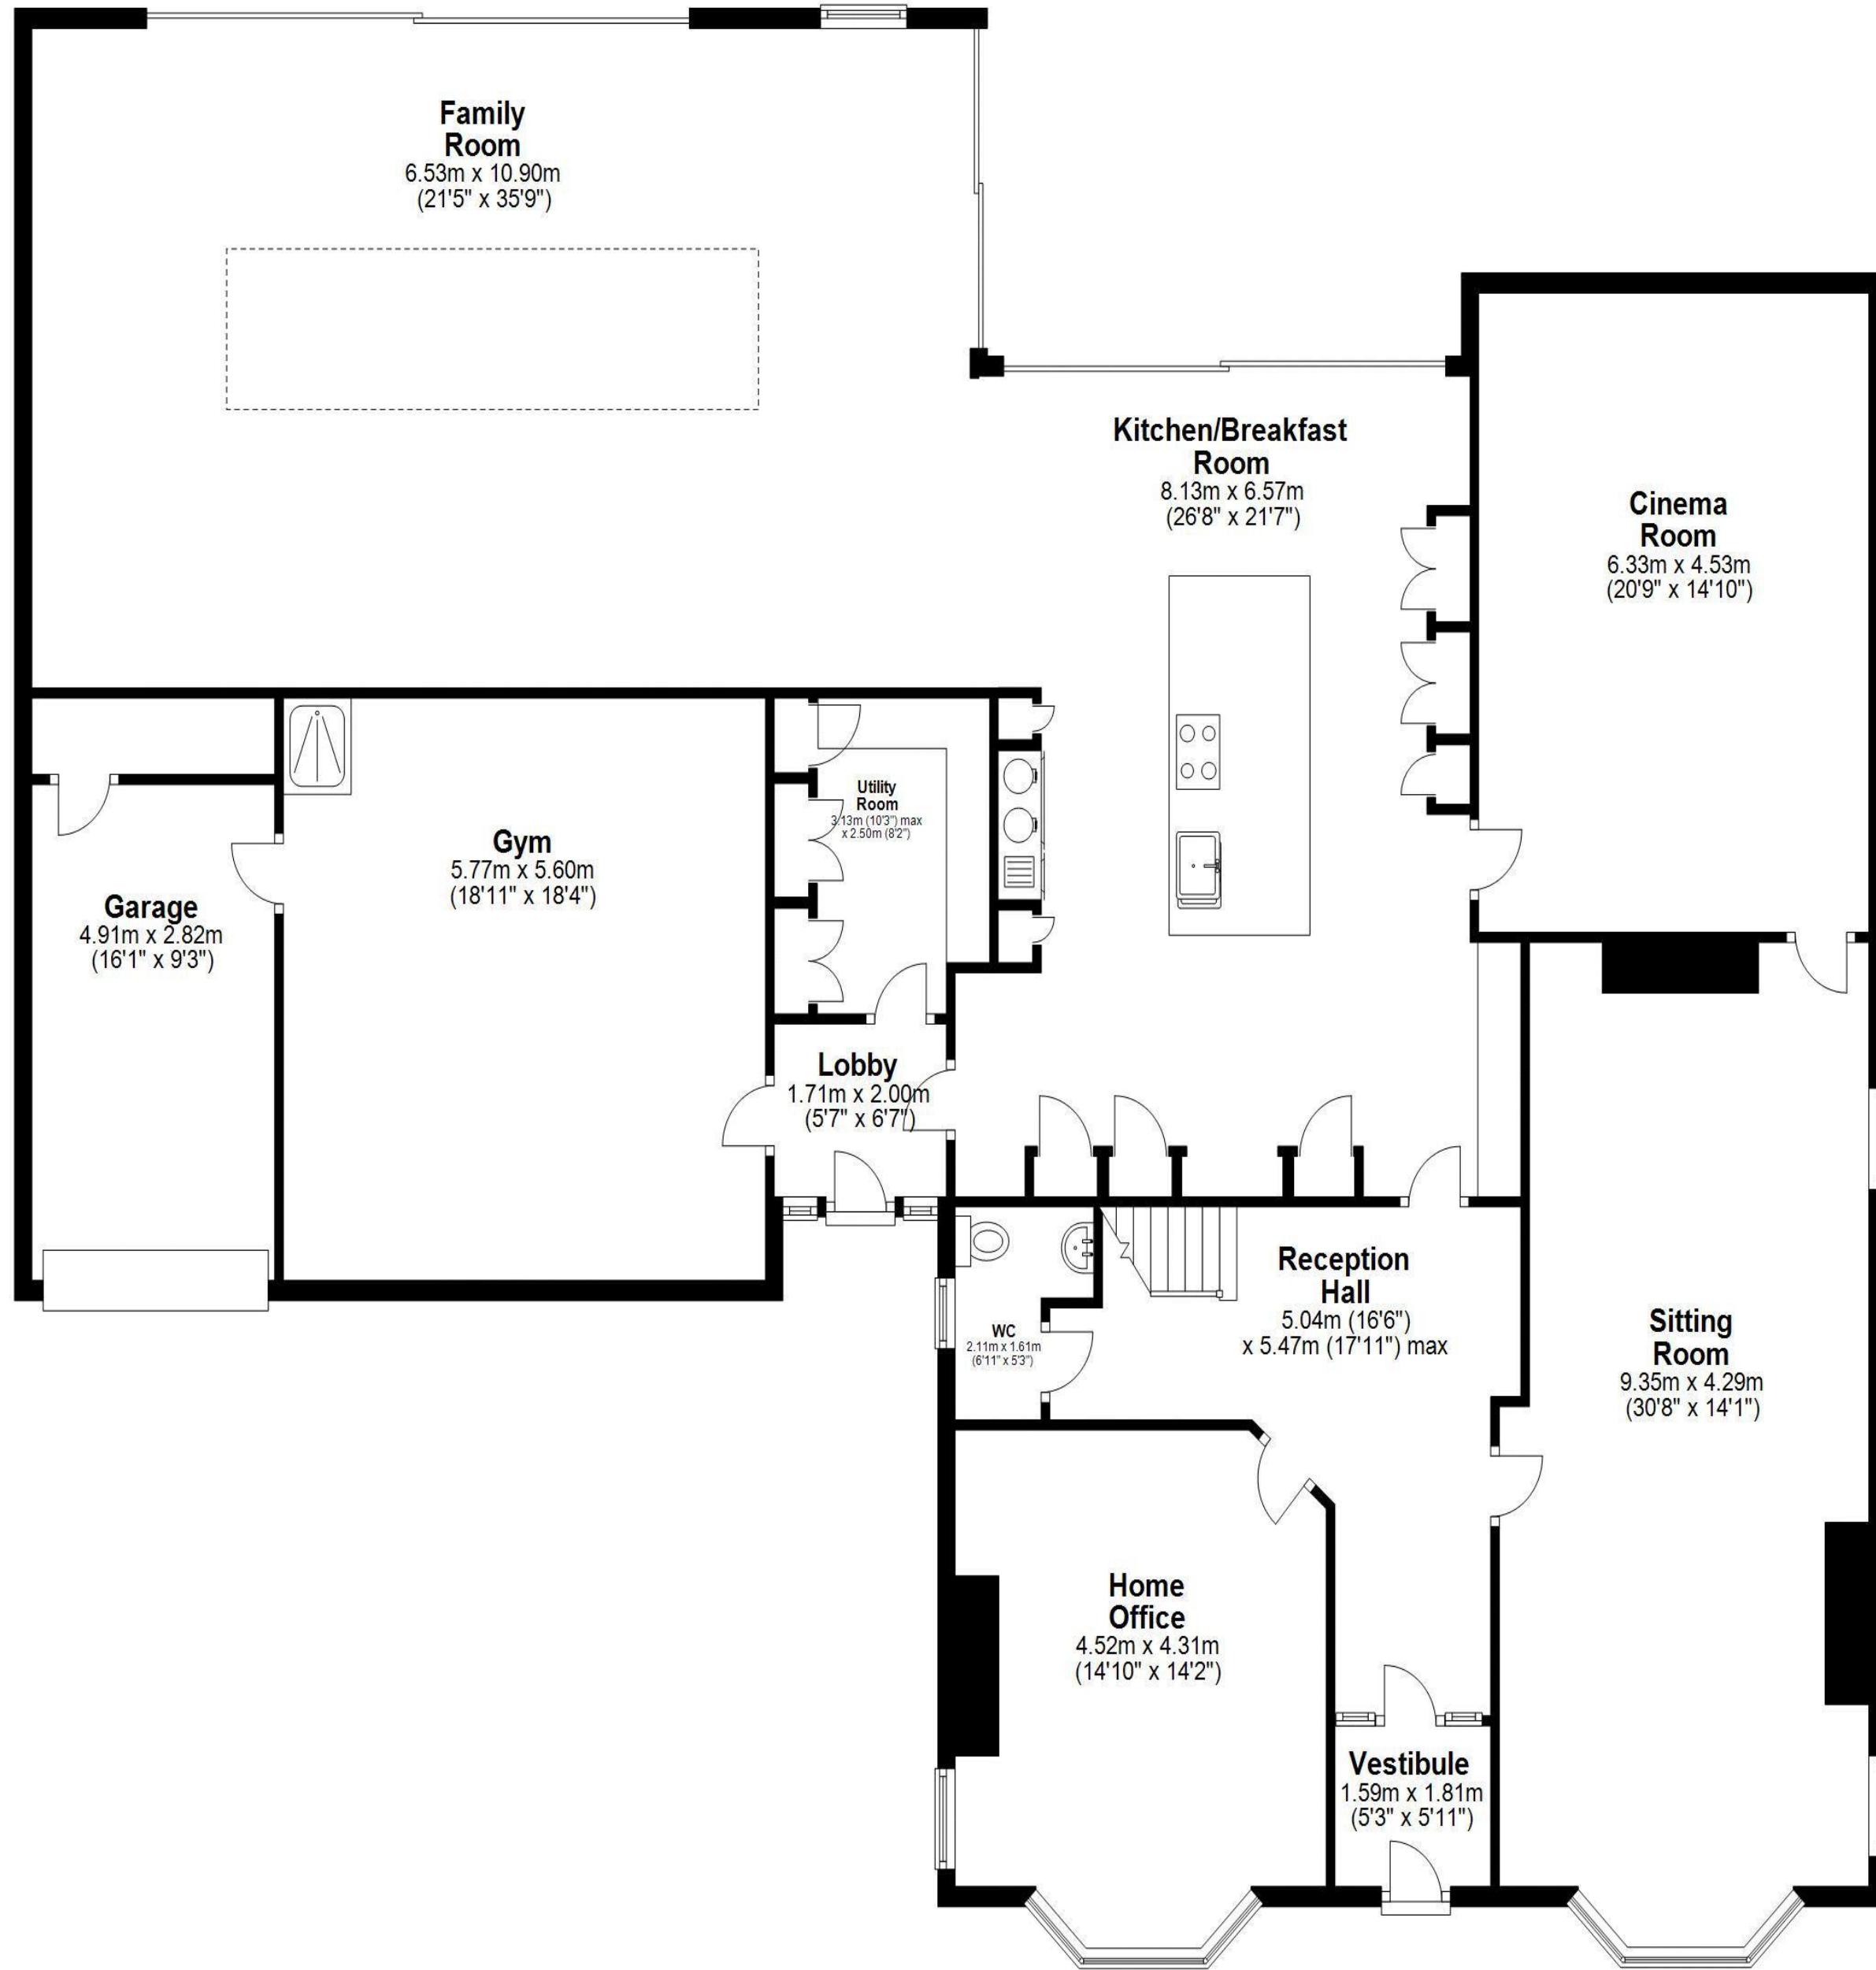 Family
Room
6.53m x 10.90m
(21'5" x 35'9")
Kitchen/Breakfast
Room
8.13m x 6.57m
(26'8" x 21'7")
Cinema
Room
6.33m x 4.53m
(20'9" x 14'10")
Utility
Room
3.13m (10'3") max
x 2.50m (8'2")
Gym
5.77m x 5.60m
(18'11" x 18'4")
Garage
4.91m x 2.82m
(16'1" x 9'3")
Lobby
1.71m x 2.00m
(5'7" x 6'7")
Reception
Hall
5.04m (16'6")
x 5.47m (17'11") max
WC
2.11m x 1.61m
(6'11" x 5'3")
Sitting
Room
9.35m x 4.29m
(30'8" x 14'1")
Home
Office
4.52m x 4.31m
(14'10" x 14'2")
Vestibule
1.59m x 1.81m
(5'3" x 5'11")